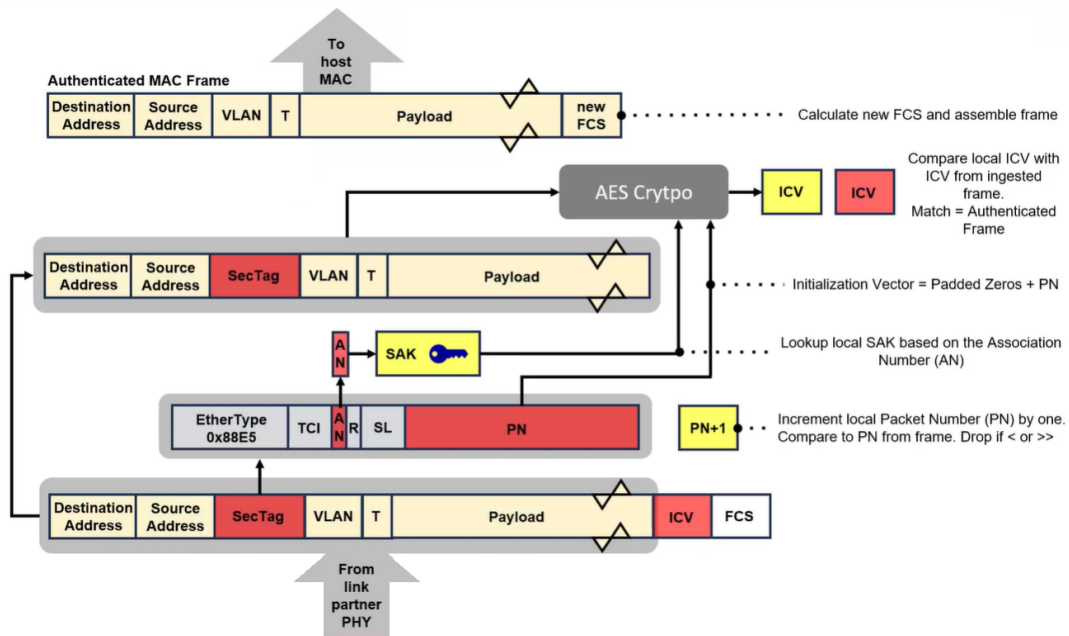 To
host
MAC
Authenticated MAC Frame
Destination
Address
Source
Address
VLAN
T
Payload
new
FCS
Calculate new FCS and assemble frame
AES Crytpo
ICV
ICV
Compare local ICV with
ICV from ingested
frame.
Match = Authenticated
Frame
Destination
Address
Source
Address
SecTag
VLAN
T
Payload
Initialization Vector = Padded Zeros + PN
A
N
SAK
Lookup local SAK based on the Association
Number (AN)
EtherType
0x88E5
TCI
A
N
R
SL
PN
PN+1
Increment local Packet Number (PN) by one.
Compare to PN from frame. Drop if < or >>
Destination
Address
Source
Address
SecTag
VLAN
T
Payload
ICV
FCS
From
link
partner
PHY